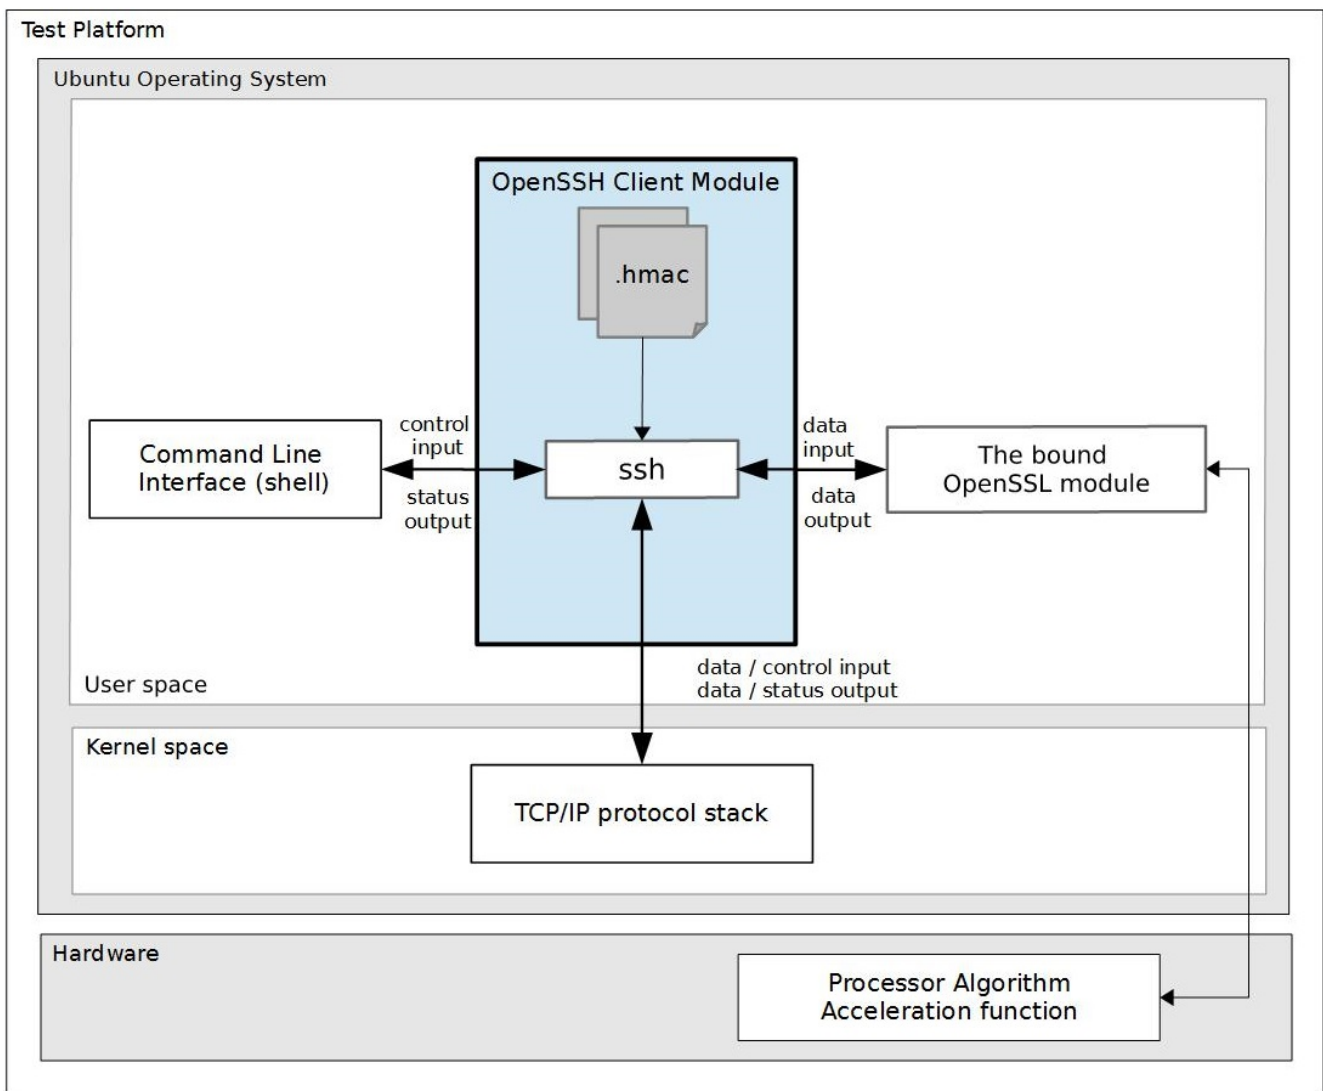 Test Platform
Ubuntu Operating System
OpenSSH Client Module
.hmac
control
input
data
input
Command Line
Interface (shell)
ssh
The bound
OpenSSL module
status
output
data
output
data / control input
data / status output
User space
Kernel space
TCP/IP protocol stack
Hardware
Processor Algorithm
Acceleration function